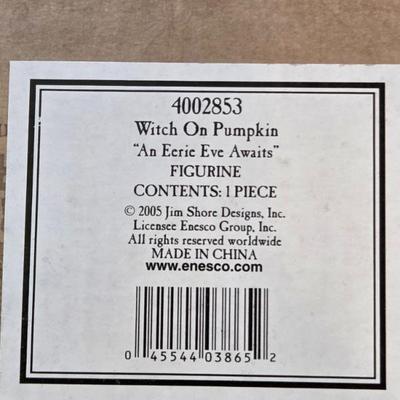 4002853
Witch On Pumpkin
"An Eerie Eve Awaits"
FIGURINE
CONTENTS: 1 PIECE
© 2005 Jim Shore Designs, Inc.
Licensee Enesco Group, Inc.
All rights reserved worldwide
MADE IN CHINA
www.enesco.com
0 45544 03865 2